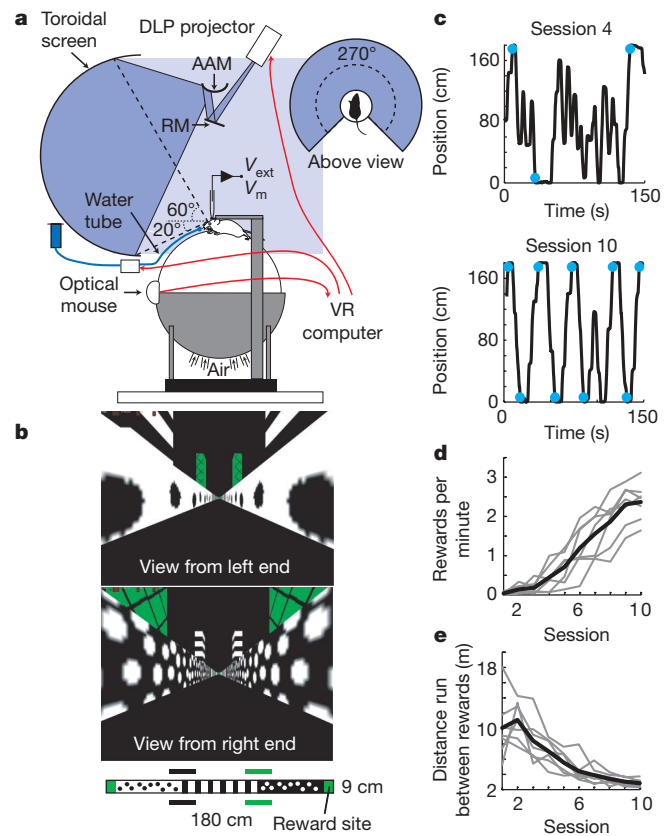 a
Toroidal
screen
DLP projector
AAM
RM
270°
Above view
V ext
V m
Water
tube
60°
20°
Optical
mouse
VR
computer
Air
b
View from left end
View from right end
9 cm
180 cm
Reward site
c
Session 4
Position (cm)
180
80
0
0
150
Time (s)
Session 10
Position (cm)
160
0
0
150
Time (s)
d
Rewards per
minute
3
2
1
0
2
6
10
Session
e
Distance run
between rewards (m)
18
14
10
6
2
2
6
10
Session